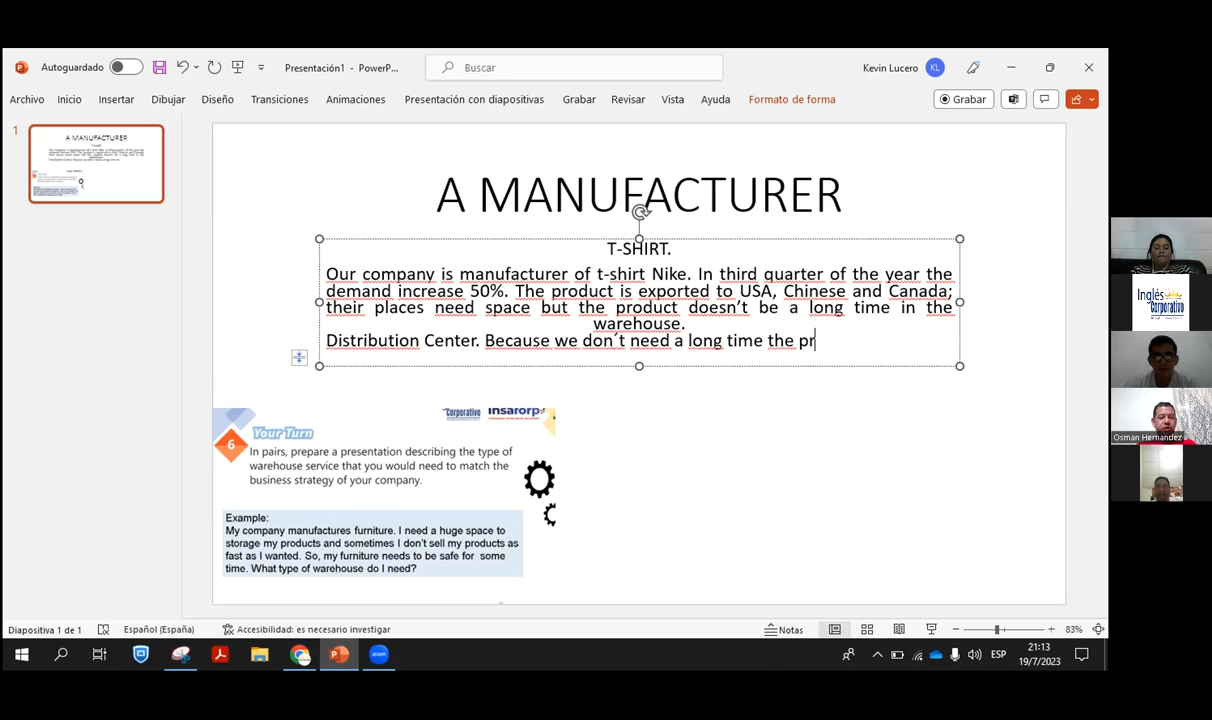 Autoguardado
Presentación1 - PowerP...
Buscar
Kevin Lucero
KL
Archivo Inicio Insertar Dibujar Diseño Transiciones Animaciones Presentación con diapositivas Grabar Revisar Vista Ayuda Formato de forma
Grabar
1
A MANUFACTURER
A MANUFACTURER
T-SHIRT.
Our company is manufacturer of t-shirt Nike. In third quarter of the year the
demand increase 50%. The product is exported to USA, Chinese and Canada;
their places need space but the product doesn't be a long time in the
warehouse.
Distribution Center. Because we don´t need a long time the pr
Corporativo insarorp
6
Your Turn
In pairs, prepare a presentation describing the type of
warehouse service that you would need to match the
business strategy of your company.
Example:
My company manufactures furniture. I need a huge space to
storage my products and sometimes I don't sell my products as
fast as I wanted. So, my furniture needs to be safe for some
time. What type of warehouse do I need?
Inglés
Corporativo
Osman Hernandez
Diapositiva 1 de 1
Español (España)
Accesibilidad: es necesario investigar
Notas
83%
zoom
ESP
21:13
19/7/2023